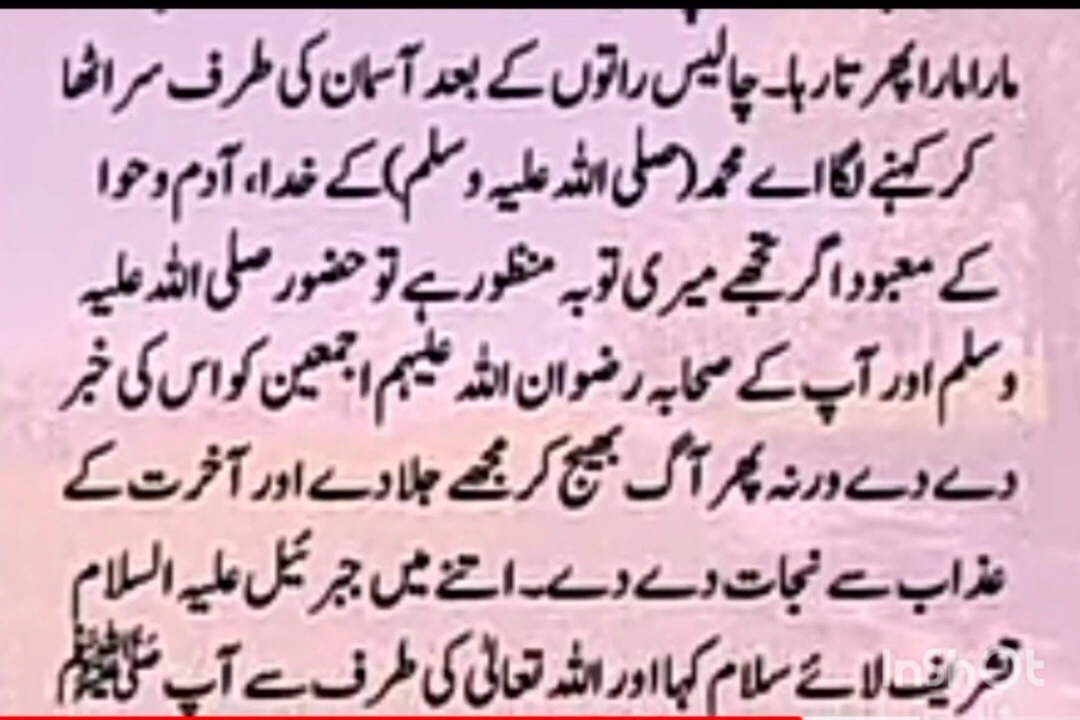 مارا مارا پھرتا رہا۔ چالیس راتوں کے بعد آسمان کی طرف سر اٹھا
کر کہنے لگا اے محمد (صلی اللہ علیہ وسلم) کے خدا، آدم و حوا
کے معبود اگر تجھے میری توبہ منظور ہے تو حضور صلی اللہ علیہ
وسلم اور آپ کے صحابہ رضوان اللہ علیہم اجمعین کو اس کی خبر
دے دے ورنہ پھر آگ بھیج کر مجھے جلا دے اور آخرت کے
عذاب سے نجات دے دے۔ اتنے میں جبرئیل علیہ السلام
تشریف لائے سلام کہا اور اللہ تعالیٰ کی طرف سے آپ ﷺ
InShOt